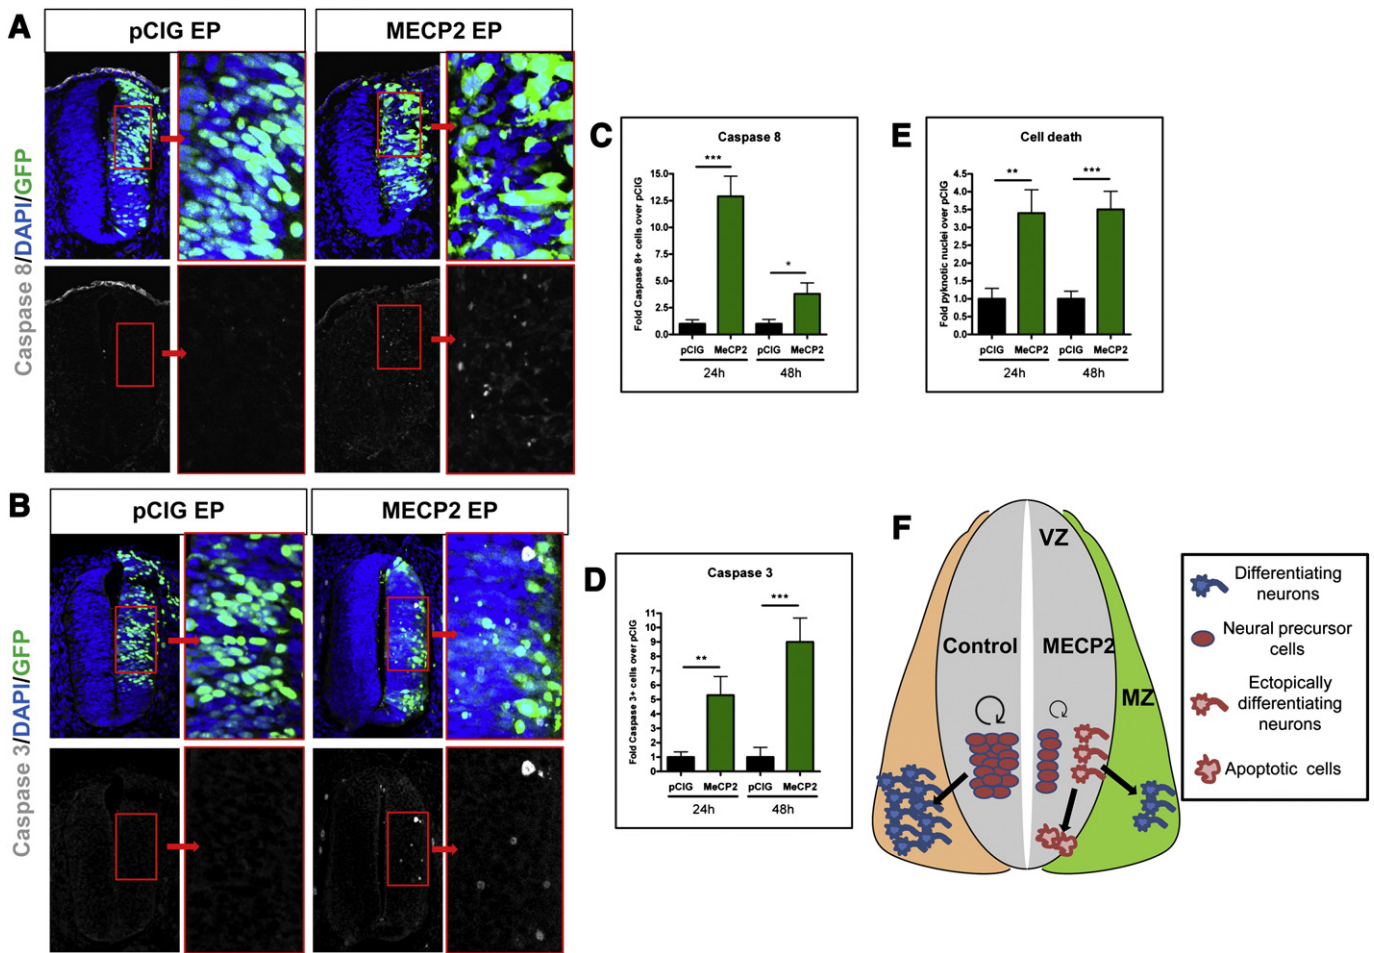 A
pCIG EP
MECP2 EP
Caspase 8/DAPI/GFP
B
pCIG EP
MECP2 EP
Caspase 3/DAPI/GFP
C
Caspase 8
Fold Caspase 8+ cells over pCIG
15.0
12.5
10.0
7.5
5.0
2.5
0.0
***
*
pCIG MeCP2 pCIG MeCP2
24h 48h
E
Cell death
Fold pyknotic nuclei over pCIG
4.5
4.0
3.5
3.0
2.5
2.0
1.5
1.0
0.5
0.0
**
***
pCIG MeCP2 pCIG MeCP2
24h 48h
D
Caspase 3
Fold Caspase 3+ cells over pCIG
11
10
9
8
7
6
5
4
3
2
1
0
**
***
pCIG MeCP2 pCIG MeCP2
24h 48h
F
VZ
Control
MECP2
MZ
Differentiating
neurons
Neural precursor
cells
Ectopically
differentiating
neurons
Apoptotic cells